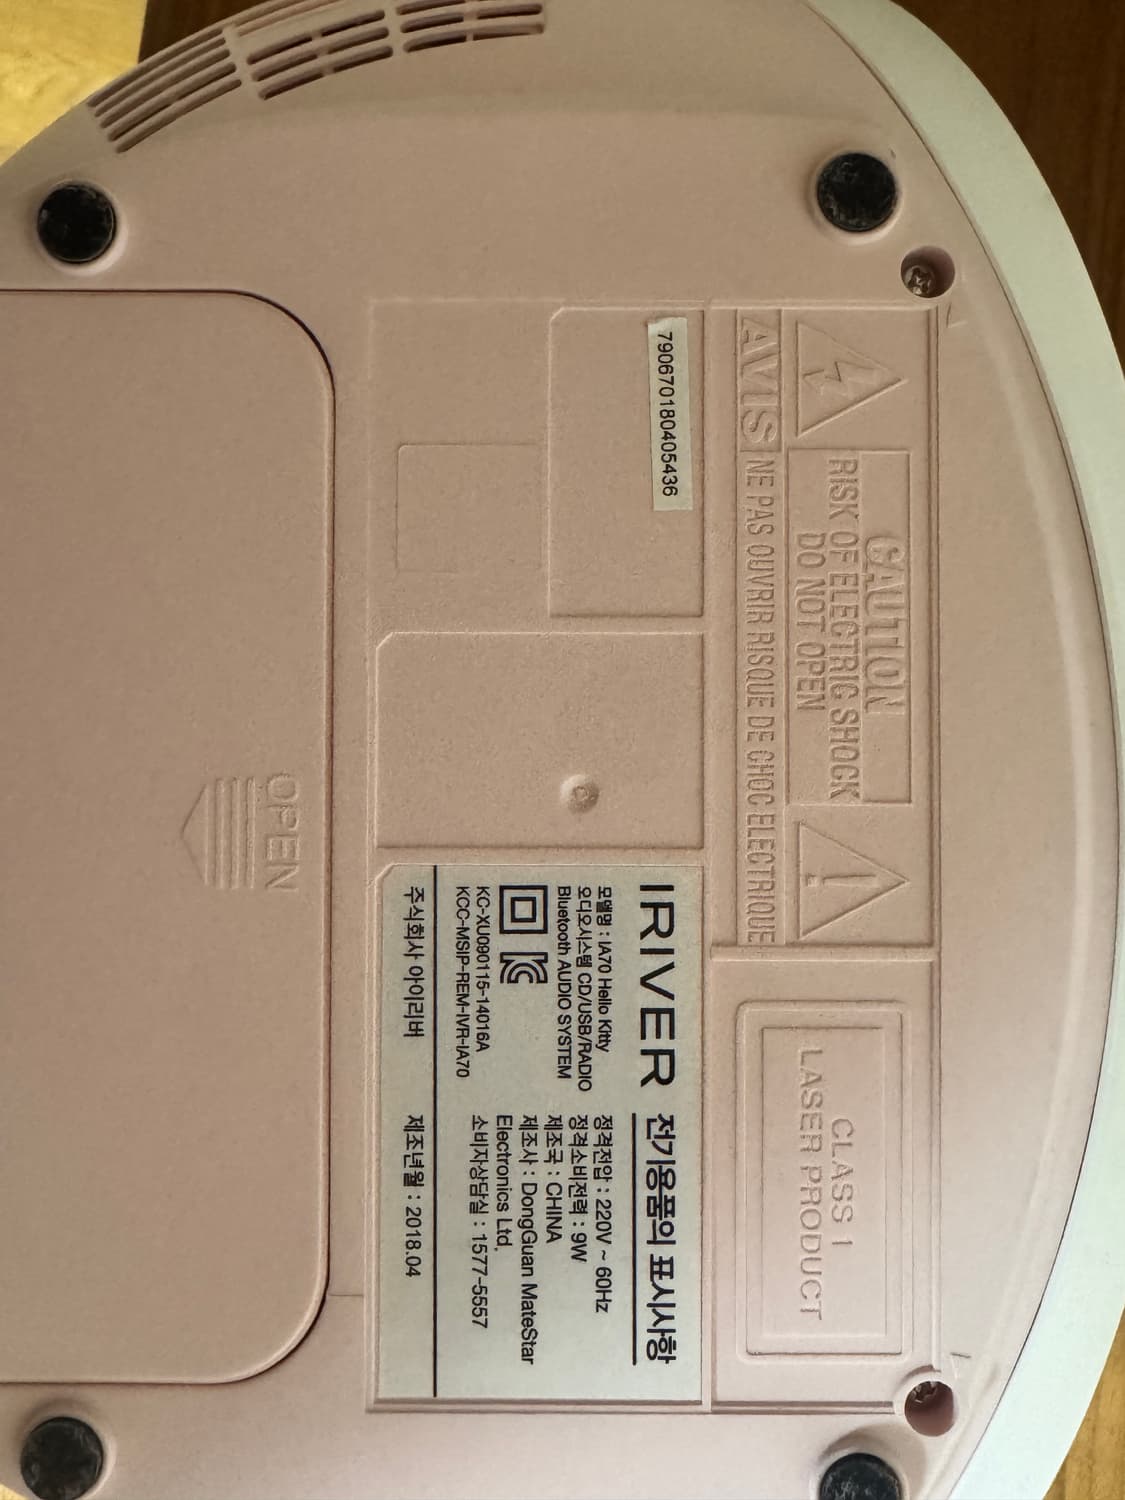 CAUTION
RISK OF ELECTRIC SHOCK
DO NOT OPEN
AVIS NE PAS OUVRIR RISQUE DE CHOC ELECTRIQUE
CLASS 1
LASER PRODUCT
790670180405436
IRIVER 전기용품의 표시사항
모델명 : IA70 Hello Kitty
오디오시스템 CD/USB/RADIO
Bluetooth AUDIO SYSTEM
KC-XU090115-14016A
KCC-MSIP-REM-IVR-IA70
정격전압 : 220V ~ 60Hz
정격소비전력 : 9W
제조국 : CHINA
제조사 : DongGuan MateStar
Electronics Ltd,
소비자상담실 : 1577-5557
주식회사 아이리버 제조년월 : 2018.04
OPEN